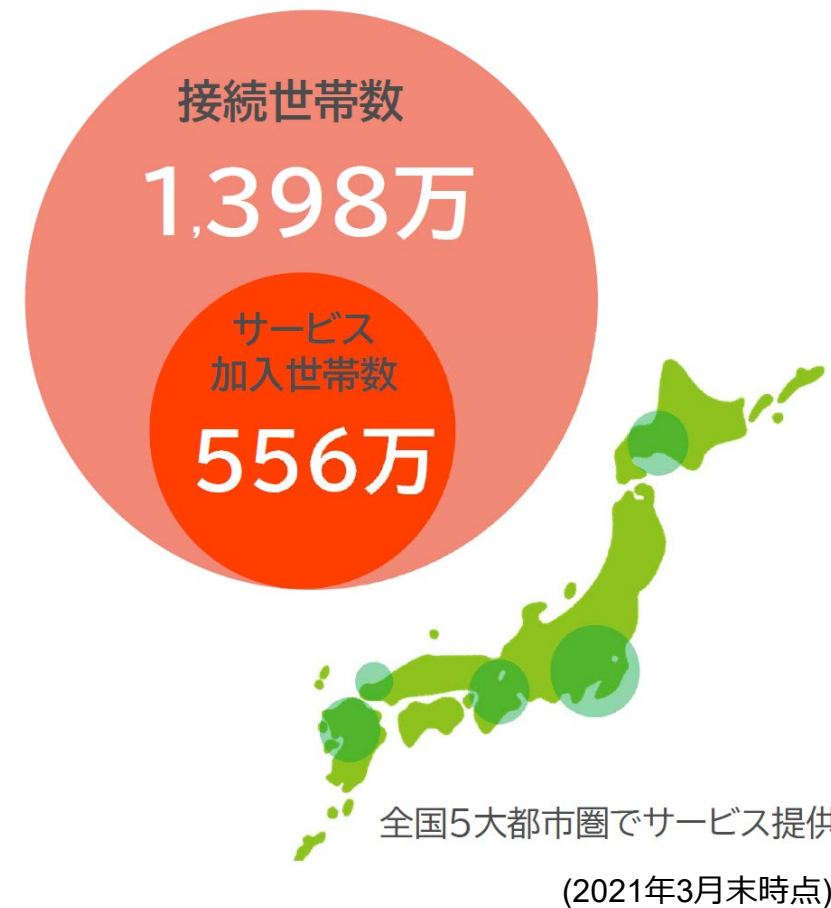 接続世帯数
1,398万
サービス
加入世帯数
556万
全国5大都市圏でサービス提供
(2021年3月末時点)